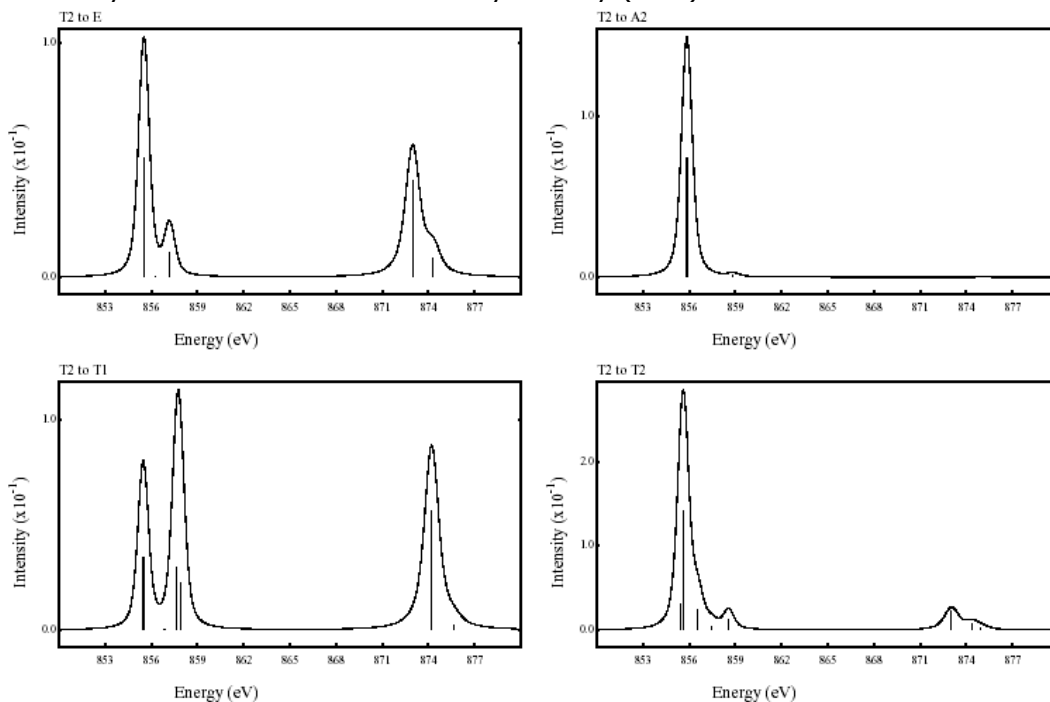 T2 to E
1.0
0.0
Intensity (x10⁻¹)
853 856 859 862 865 868 871 874 877
Energy (eV)
T2 to A2
1.0
0.0
Intensity (x10⁻¹)
853 856 859 862 865 868 871 874 877
Energy (eV)
T2 to T1
1.0
0.0
Intensity (x10⁻¹)
853 856 859 862 865 868 871 874 877
Energy (eV)
T2 to T2
2.0
1.0
0.0
Intensity (x10⁻¹)
853 856 859 862 865 868 871 874 877
Energy (eV)